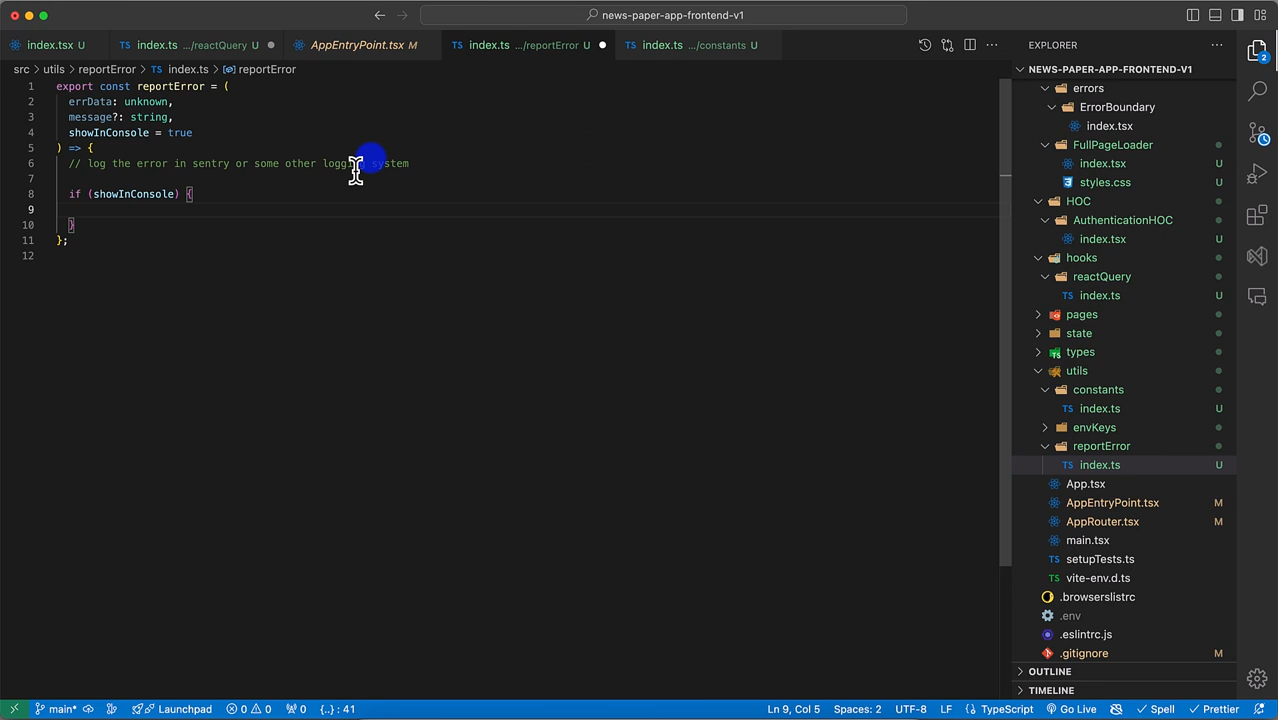 news-paper-app-frontend-v1
index.tsx U
index.ts .../reactQuery U
AppEntryPoint.tsx M
index.ts .../reportError U
index.ts .../constants U
EXPLORER
src > utils > reportError > TS index.ts > reportError
1 export const reportError = (
2 errData: unknown,
3 message?: string,
4 showInConsole = true
5 ) => {
6 // log the error in sentry or some other logging system
7
8 if (showInConsole) {
9
10 }
11 };
12
NEWS-PAPER-APP-FRONTEND-V1
errors
ErrorBoundary
index.tsx U
FullPageLoader
index.tsx U
styles.css U
HOC
AuthenticationHOC
index.tsx U
hooks
reactQuery
TS index.ts U
pages
state
types
utils
constants
TS index.ts U
envKeys
reportError
TS index.ts U
App.tsx
AppEntryPoint.tsx M
AppRouter.tsx M
main.tsx
TS setupTests.ts
TS vite-env.d.ts
.browserslistrc
.env
.eslintrc.js
.gitignore M
OUTLINE
TIMELINE
2
main* Launchpad 0 0 0 {..} : 41
Ln 9, Col 5 Spaces: 2 UTF-8 LF {} TypeScript Go Live Spell Prettier